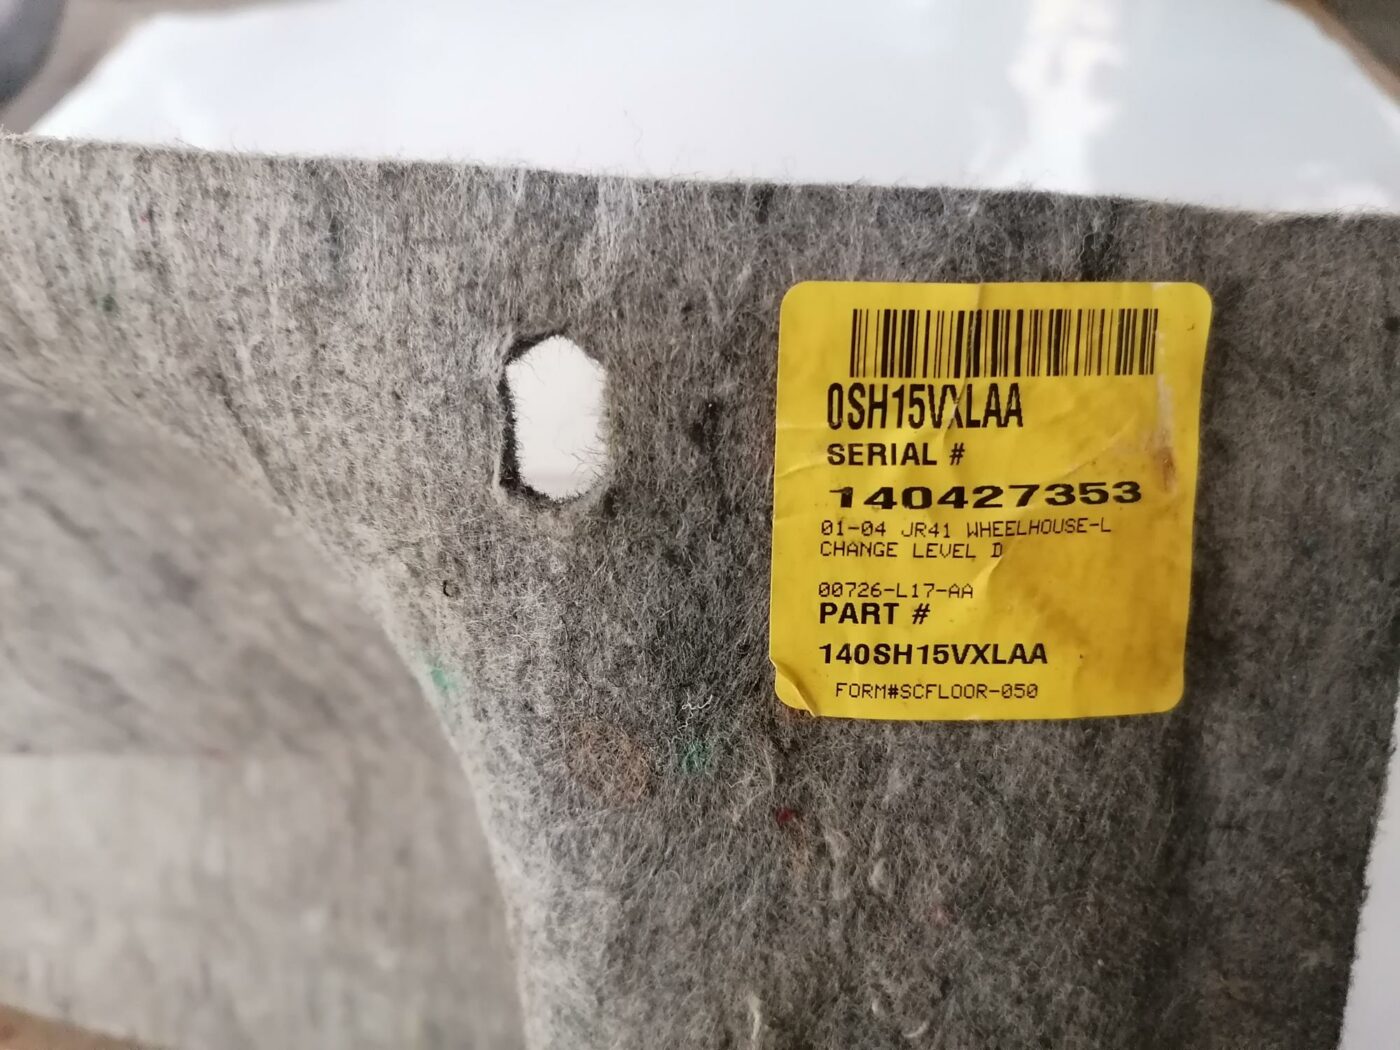 0SH15VXLAA
SERIAL #
140427353
01-04 JR41 WHEELHOUSE-L
CHANGE LEVEL D
00726-L17-AA
PART #
140SH15VXLAA
FORM#SCFLOOR-050